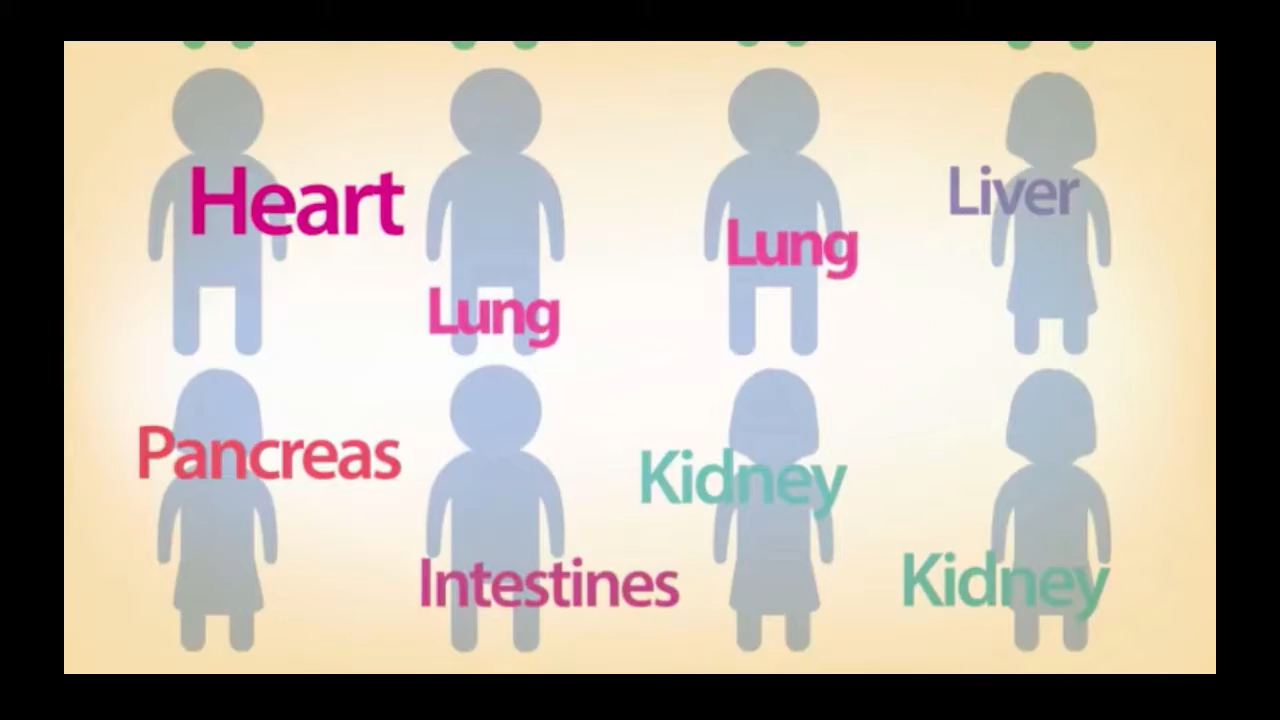 Heart
Lung
Lung
Liver
Pancreas
Intestines
Kidney
Kidney